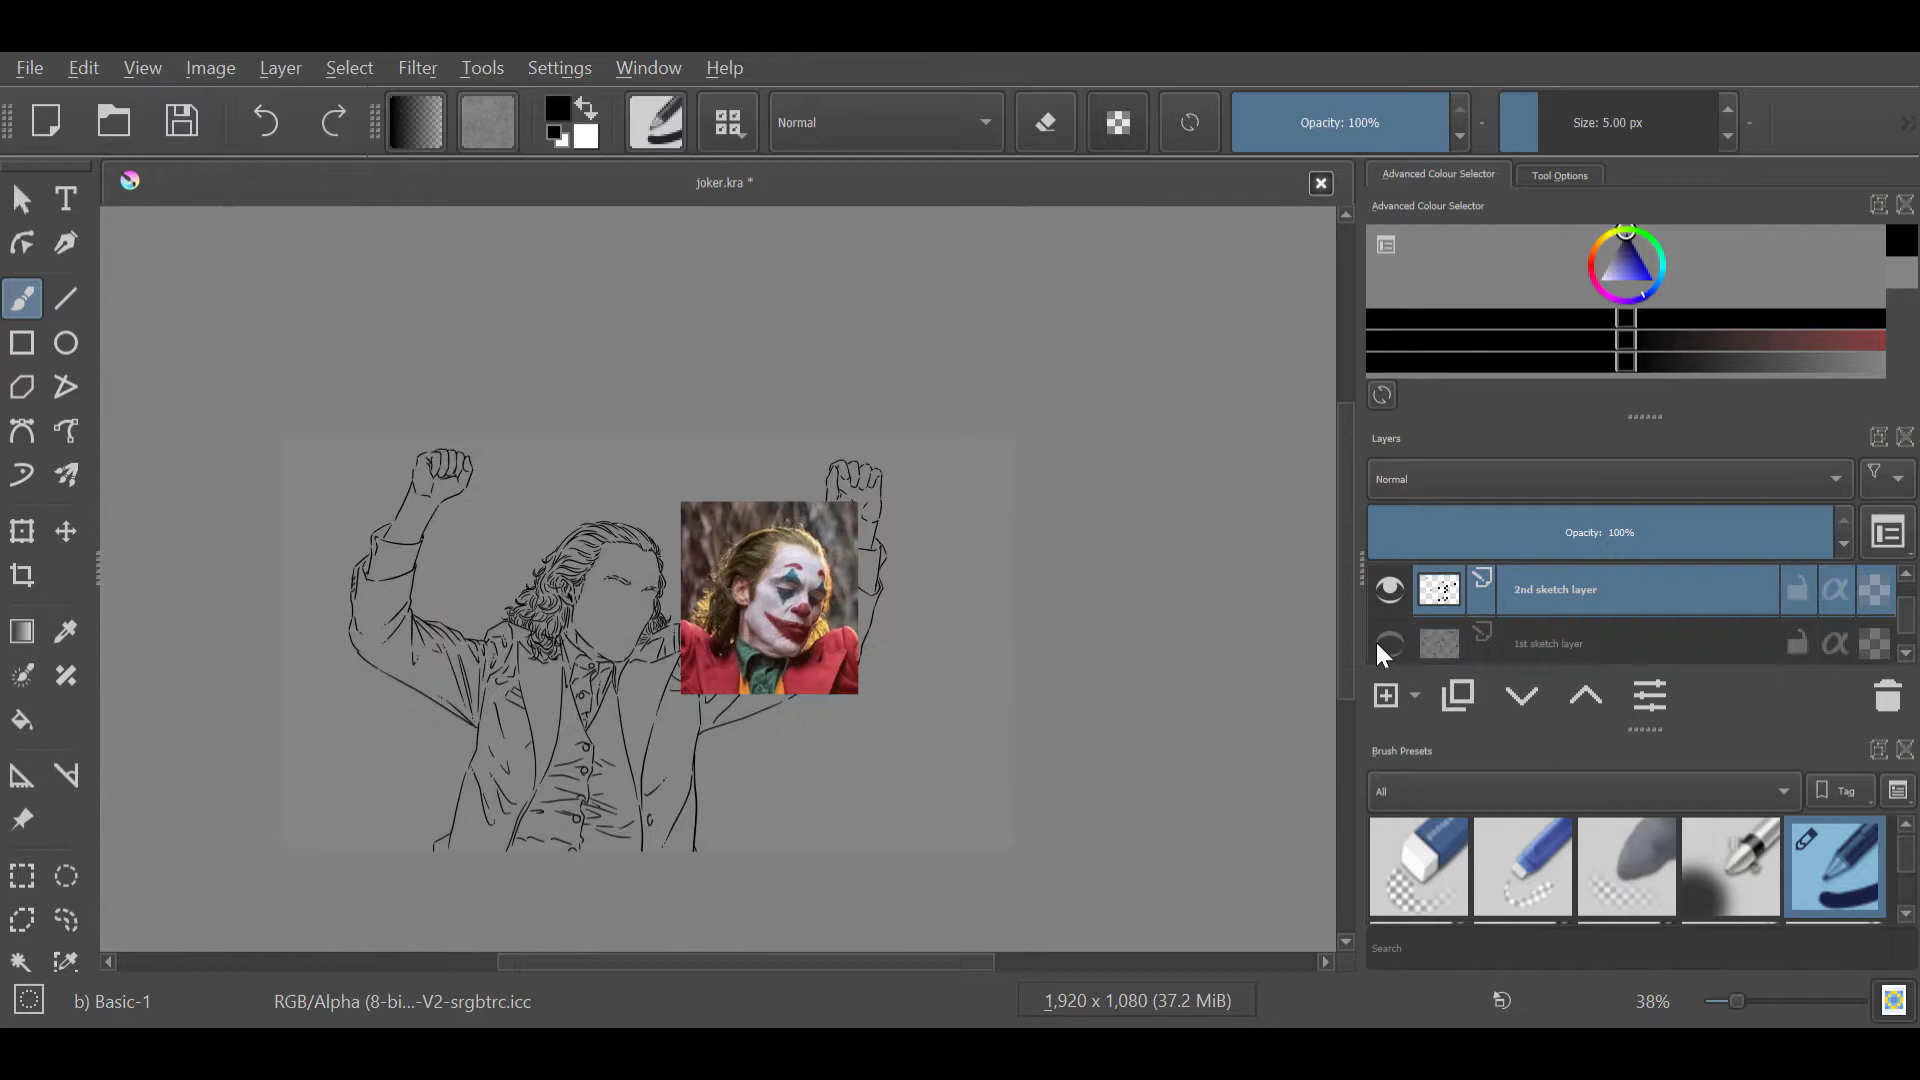 File Edit View Image Layer Select Filter Tools Settings Window Help
Normal Opacity: 100% Size: 5.00 px
joker.kra *
Advanced Colour Selector Tool Options
Advanced Colour Selector
Layers
Normal
Opacity: 100%
2nd sketch layer
1st sketch layer
Brush Presets
All Tag
Search
b) Basic-1 RGB/Alpha (8-bi...-V2-srgbtrc.icc 1,920 x 1,080 (37.2 MiB) 38%